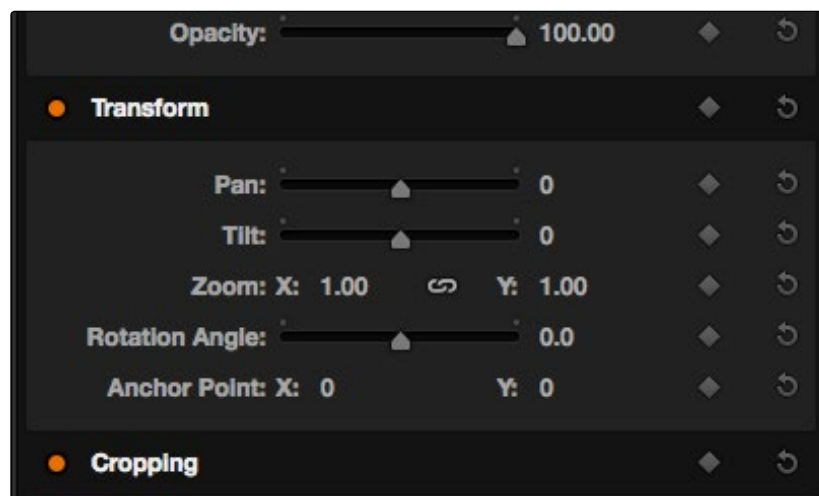 Opacity: 100.00
Transform
Pan: 0
Tilt: 0
Zoom: X: 1.00 Y: 1.00
Rotation Angle: 0.0
Anchor Point: X: 0 Y: 0
Cropping